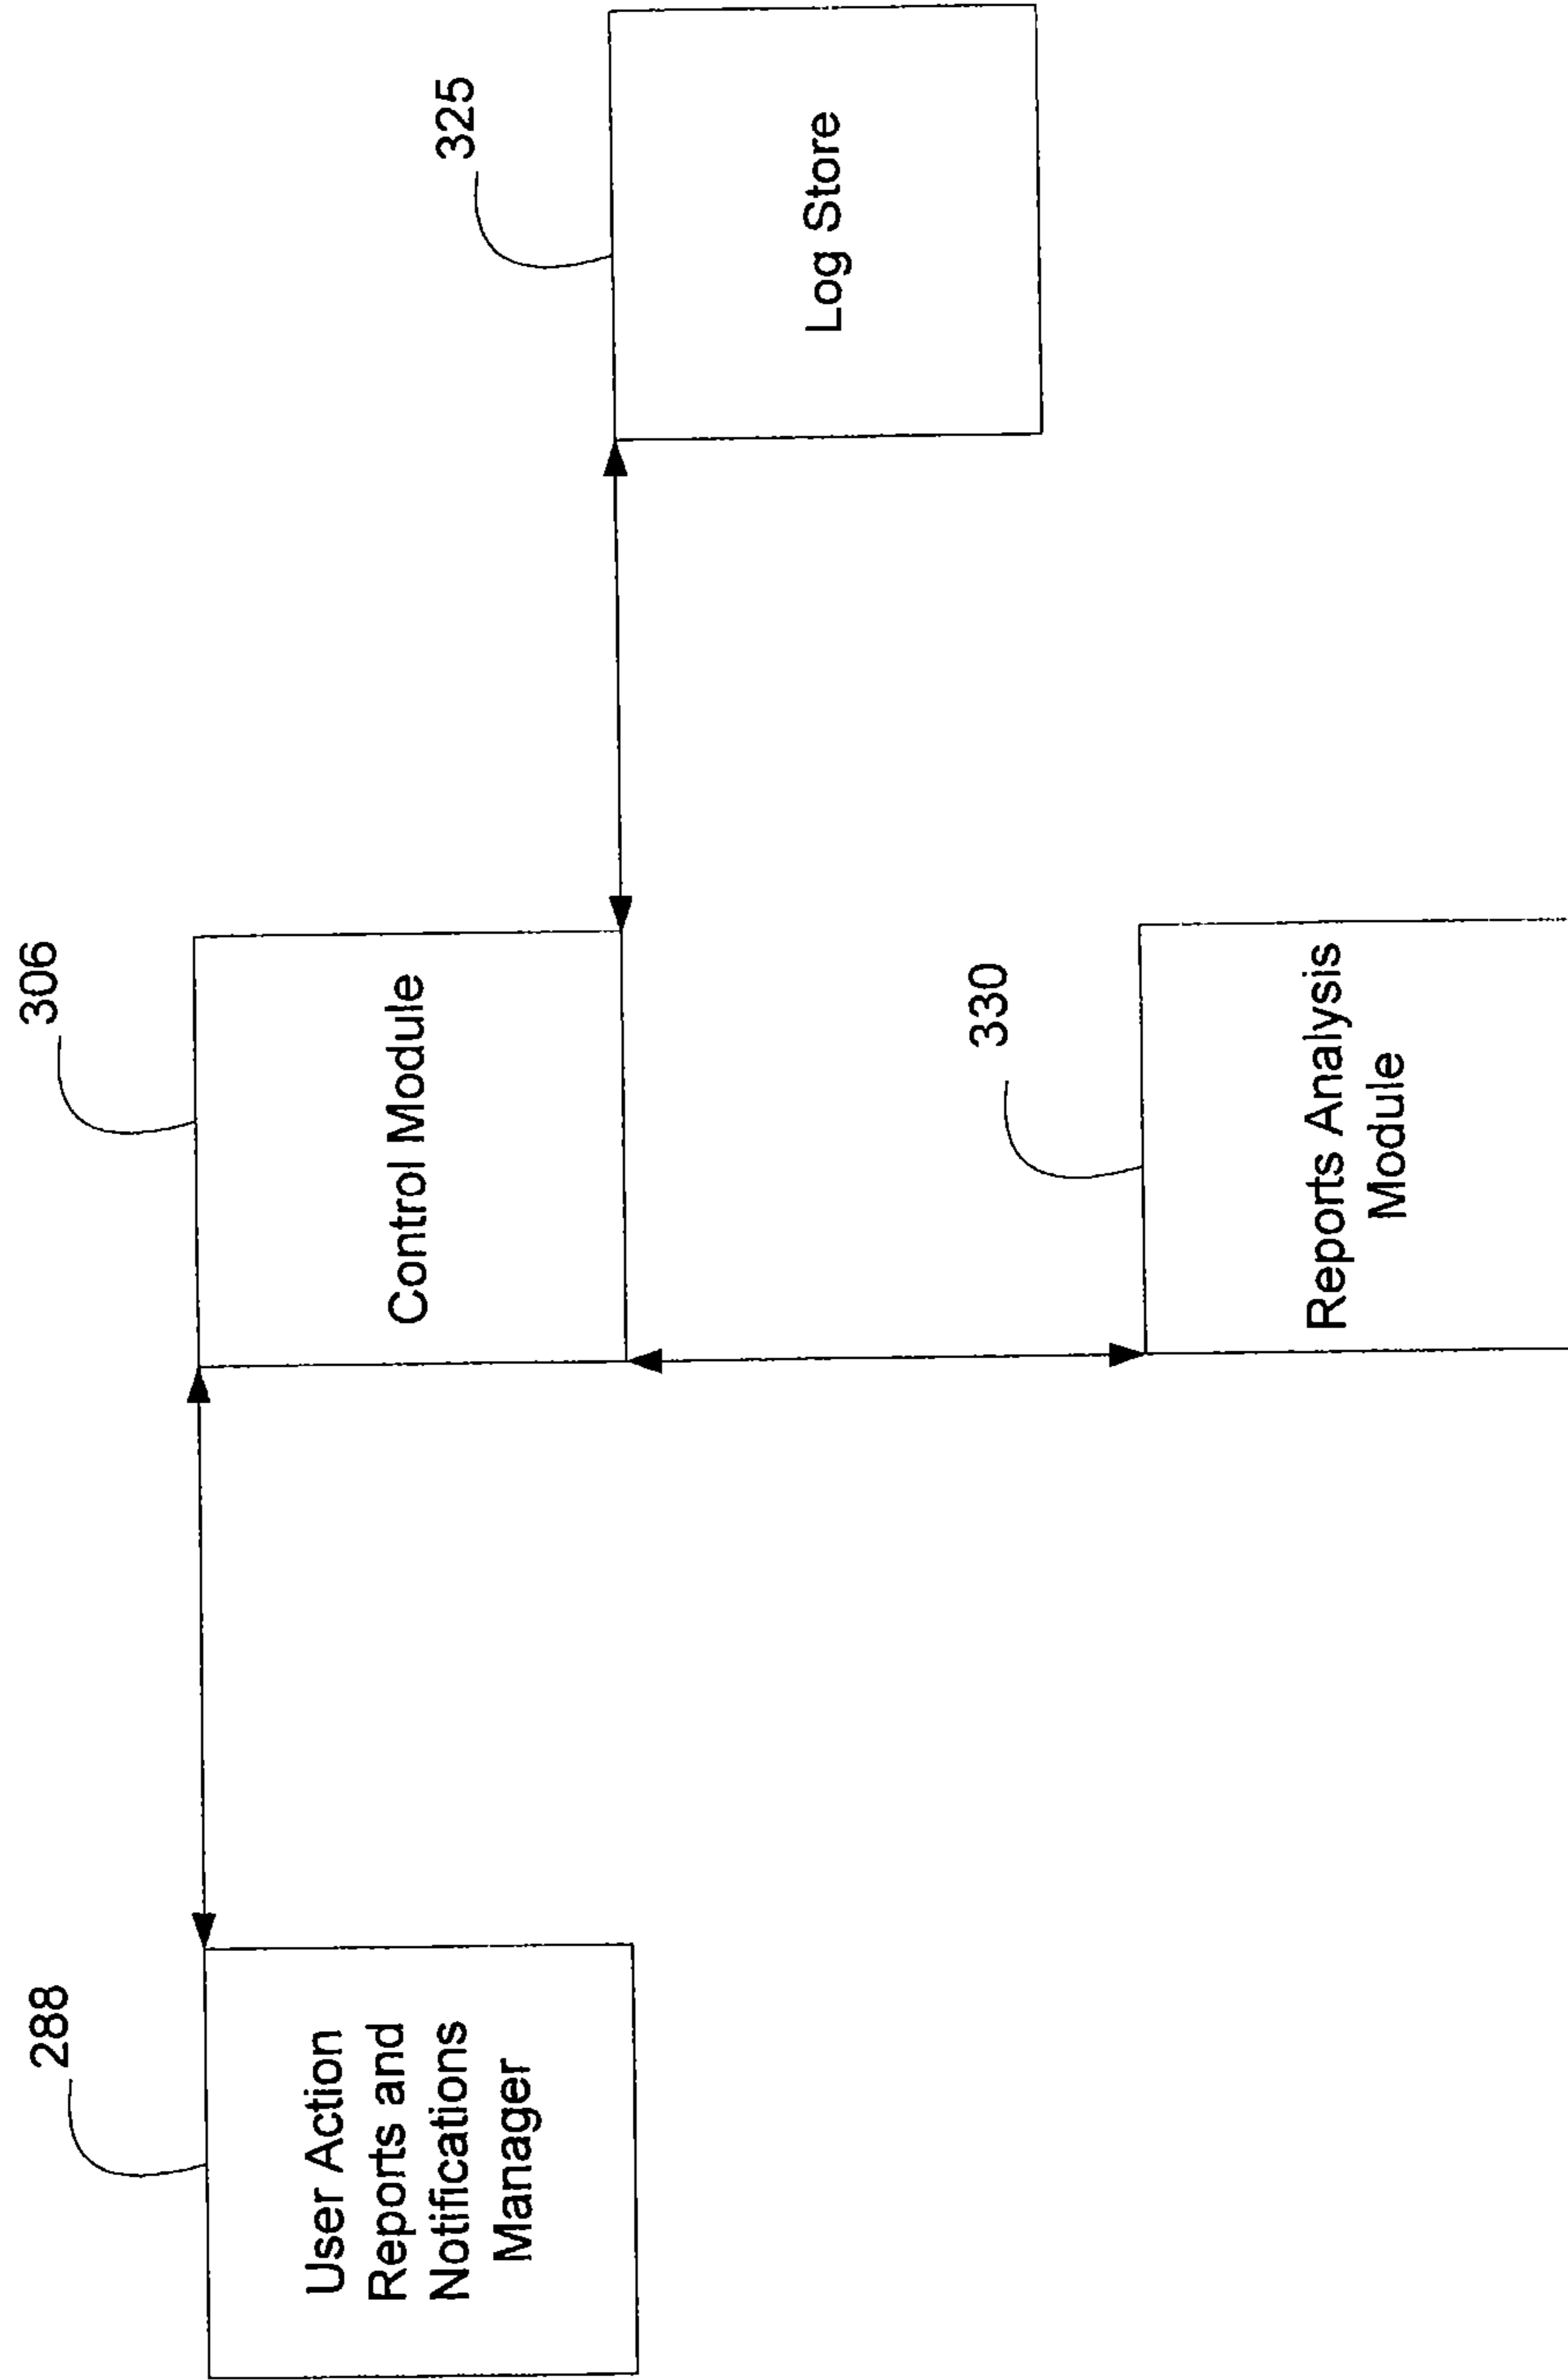 288
User Action
Reports and
Notifications
Manager
306
Control Module
325
Log Store
330
Reports Analysis
Module